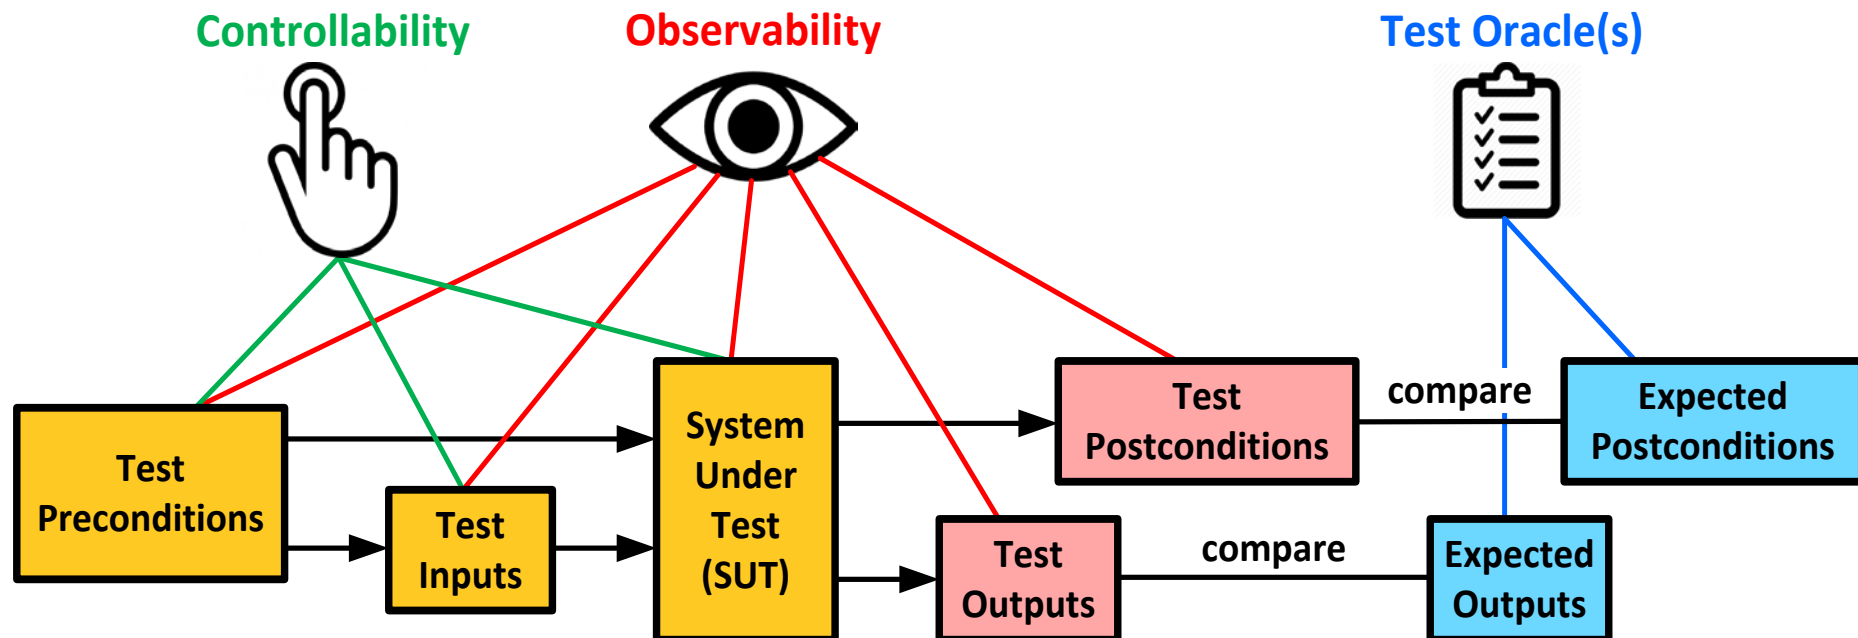 Controllability
Observability
Test Oracle(s)
Test
Preconditions
Test
Inputs
System
Under
Test
(SUT)
Test
Postconditions
compare
Expected
Postconditions
Test
Outputs
compare
Expected
Outputs